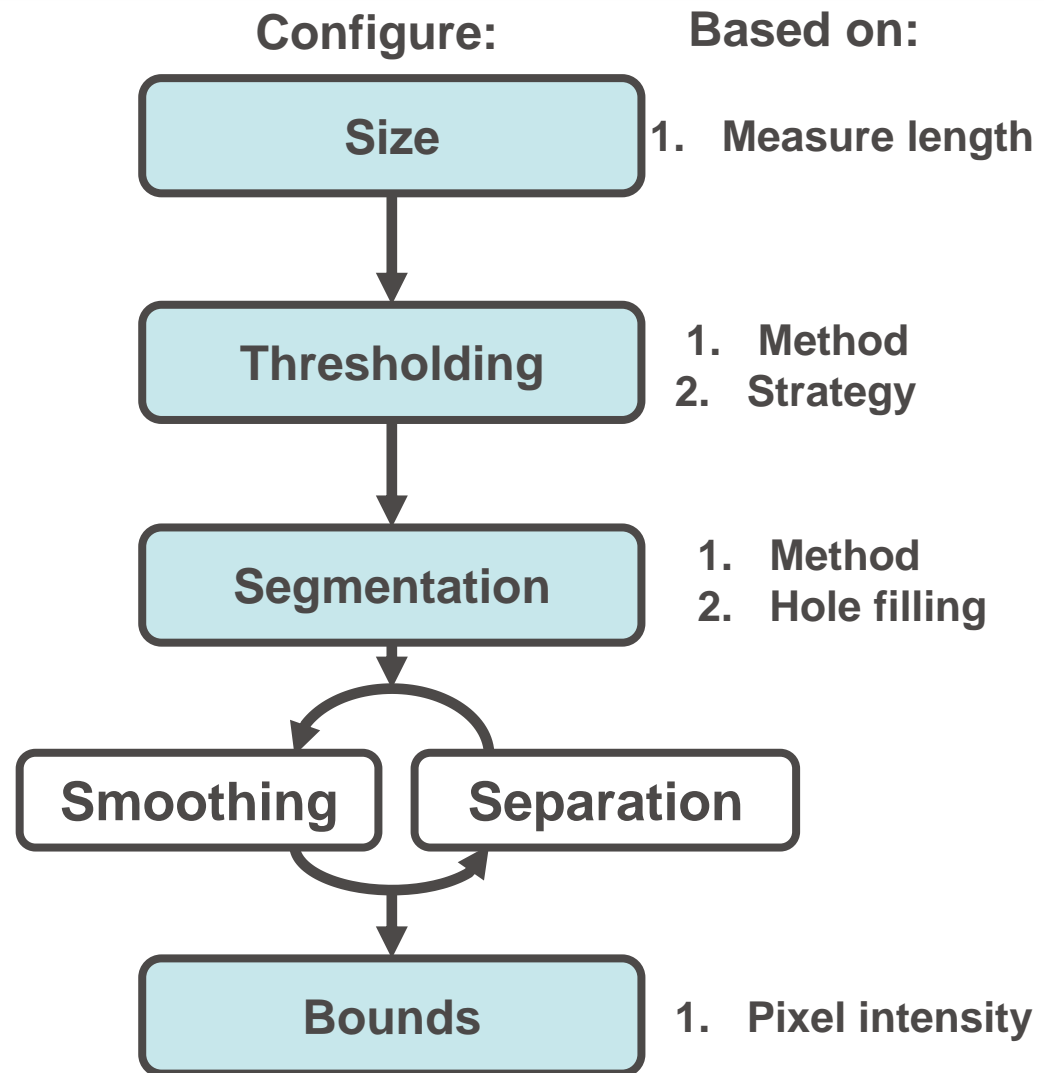 Configure: Based on:
Size 1. Measure length
Thresholding
1. Method
2. Strategy
Segmentation
1. Method
2. Hole filling
Smoothing Separation
Bounds 1. Pixel intensity